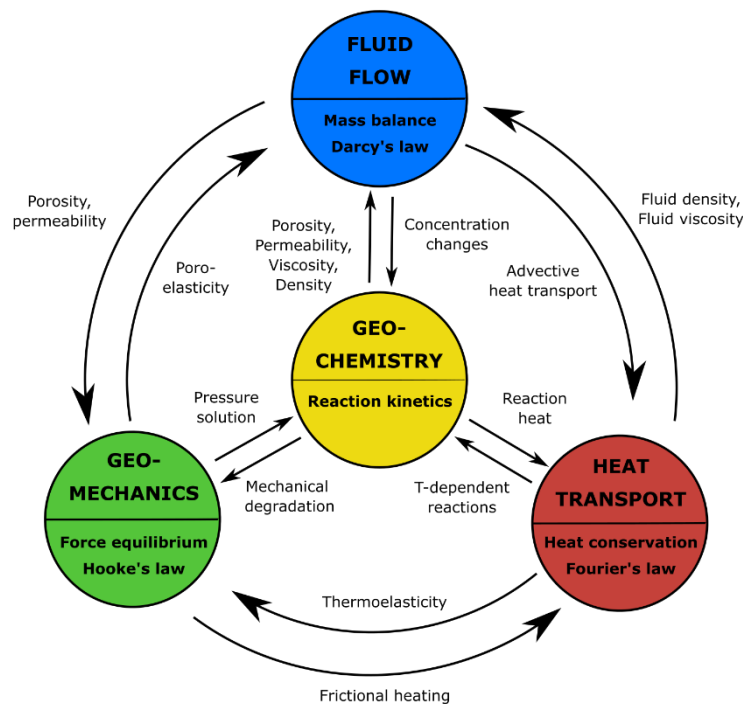 FLUID
FLOW
Mass balance
Darcy's law
Porosity,
permeability
Poro-
elasticity
Porosity,
Permeability,
Viscosity,
Density
Concentration
changes
Fluid density,
Fluid viscosity
Advective
heat transport
GEO-
CHEMISTRY
Reaction kinetics
Pressure
solution
Mechanical
degradation
Reaction
heat
T-dependent
reactions
GEO-
MECHANICS
Force equilibrium
Hooke's law
HEAT
TRANSPORT
Heat conservation
Fourier's law
Thermoelasticity
Frictional heating